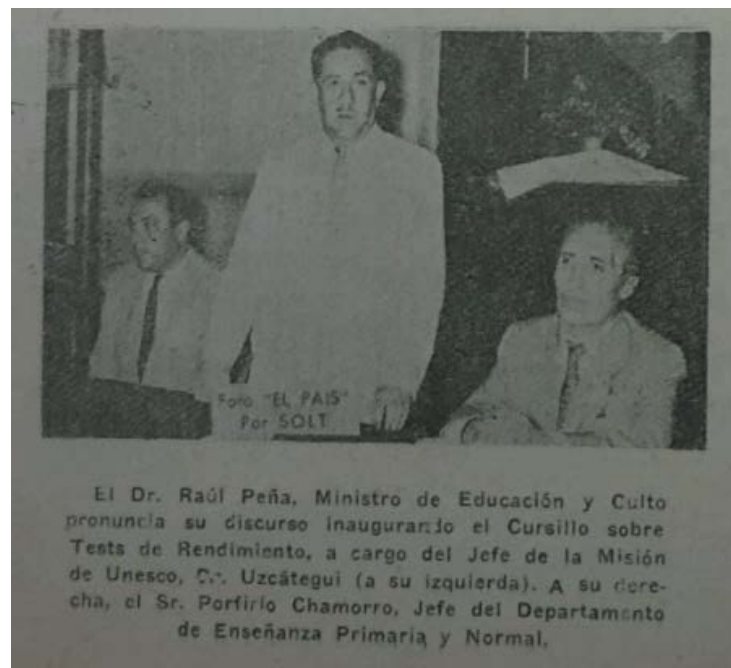 Foto "EL PAIS"
Por SOLT
El Dr. Raúl Peña, Ministro de Educación y Culto
pronuncia su discurso inaugurando el Cursillo sobre
Tests de Rendimiento, a cargo del Jefe de la Misión
de Unesco, Dr. Uzcátegui (a su izquierda). A su dere-
cha, el Sr. Porfirio Chamorro, Jefe del Departamento
de Enseñanza Primaria y Normal.